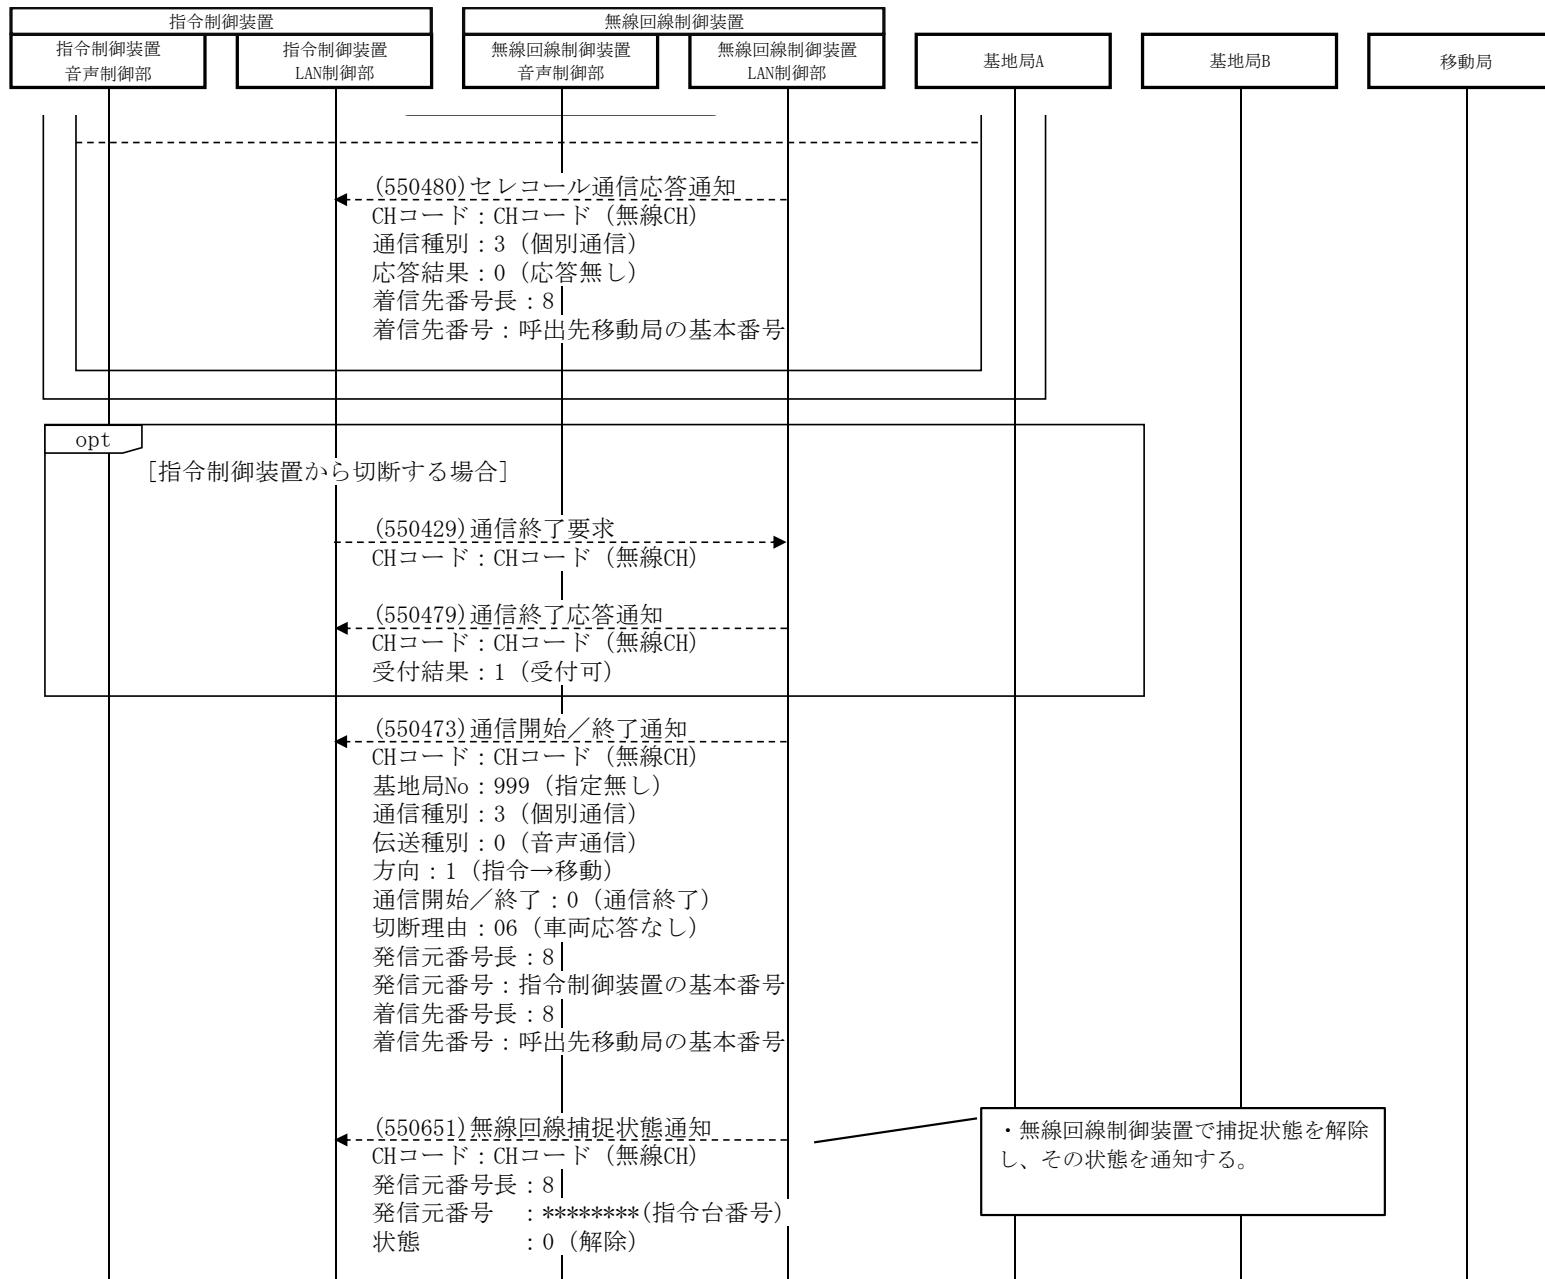 指令制御装置
無線回線制御装置
指令制御装置
音声制御部
指令制御装置
LAN制御部
無線回線制御装置
音声制御部
無線回線制御装置
LAN制御部
基地局A
基地局B
移動局
(550480)セレコール通信応答通知
CHコード：CHコード（無線CH）
通信種別：3（個別通信）
応答結果：0（応答無し）
着信先番号長：8
着信先番号：呼出先移動局の基本番号
opt
[指令制御装置から切断する場合]
(550429)通信終了要求
CHコード：CHコード（無線CH）
(550479)通信終了応答通知
CHコード：CHコード（無線CH）
受付結果：1（受付可）
(550473)通信開始／終了通知
CHコード：CHコード（無線CH）
基地局No：999（指定無し）
通信種別：3（個別通信）
伝送種別：0（音声通信）
方向：1（指令→移動）
通信開始／終了：0（通信終了）
切断理由：06（車両応答なし）
発信元番号長：8
発信元番号：指令制御装置の基本番号
着信先番号長：8
着信先番号：呼出先移動局の基本番号
(550651)無線回線捕捉状態通知
CHコード：CHコード（無線CH）
発信元番号長：8
発信元番号　：********(指令台番号)
状態　　　　：0（解除）
・無線回線制御装置で捕捉状態を解除
し、その状態を通知する。